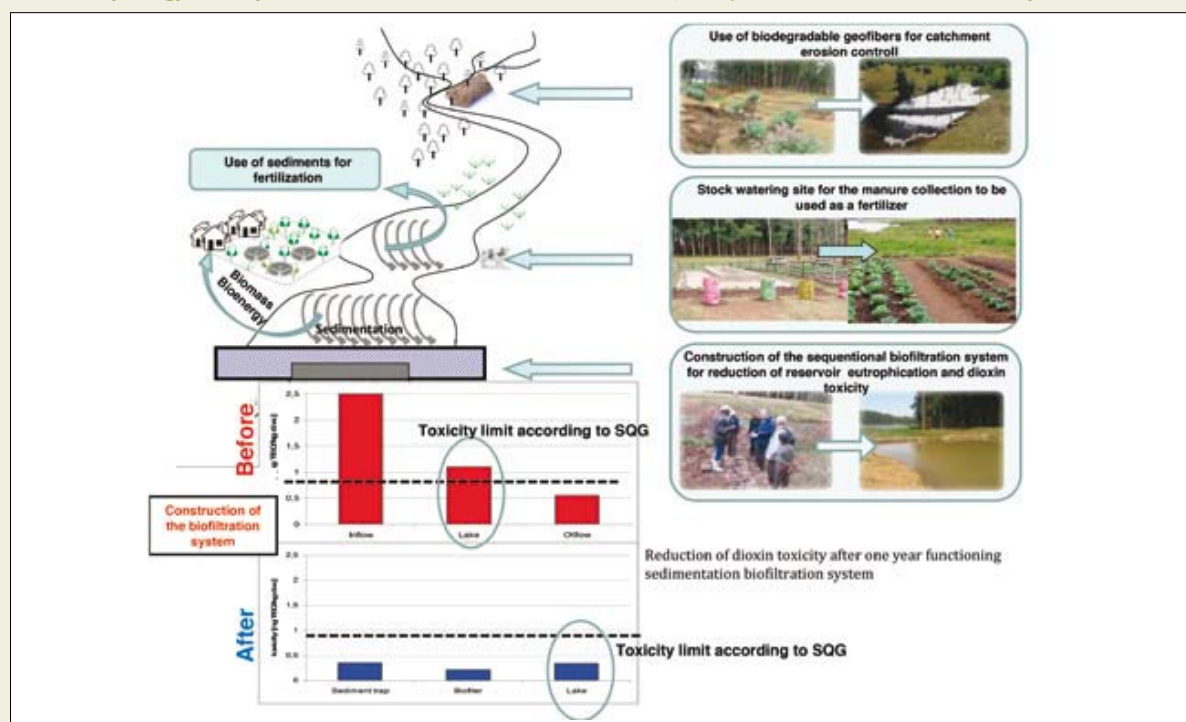 Use of biodegradable geofibers for catchment
erosion controll
Use of sediments for
fertilization
Stock watering site for the manure collection to be
used as a fertilizer
Biomass
Bioenergy
Sedimentation
Construction of the sequentional biofiltration system
for reduction of reservoir eutrophication and dioxin
toxicity
Before
2,5
2
1,5
1
0,5
0
Toxicity limit according to SQG
Inflow
Lake
Construction of
the biofiltration
system
Reduction of dioxin toxicity after one year functioning
sedimentation biofiltration system
After
2,5
2
1,5
1
0,5
0
Toxicity limit according to SQG
Sediment trap
Lake